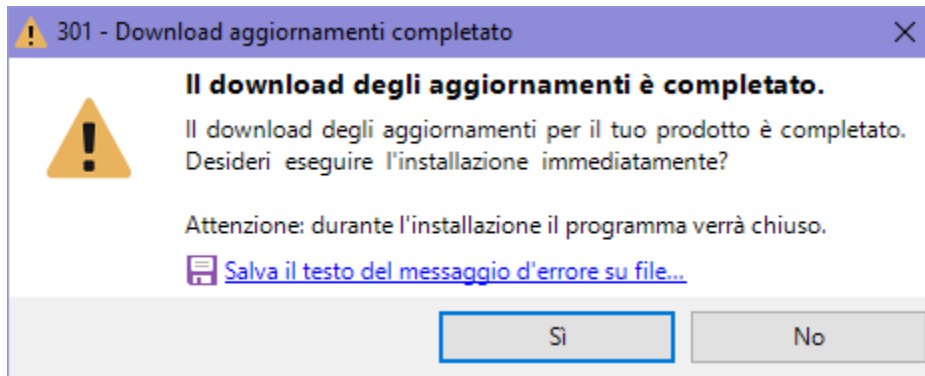 301 - Download aggiornamenti completato
Il download degli aggiornamenti è completato.
Il download degli aggiornamenti per il tuo prodotto è completato.
Desideri eseguire l'installazione immediatamente?
Attenzione: durante l'installazione il programma verrà chiuso.
Salva il testo del messaggio d'errore su file...
Sì
No